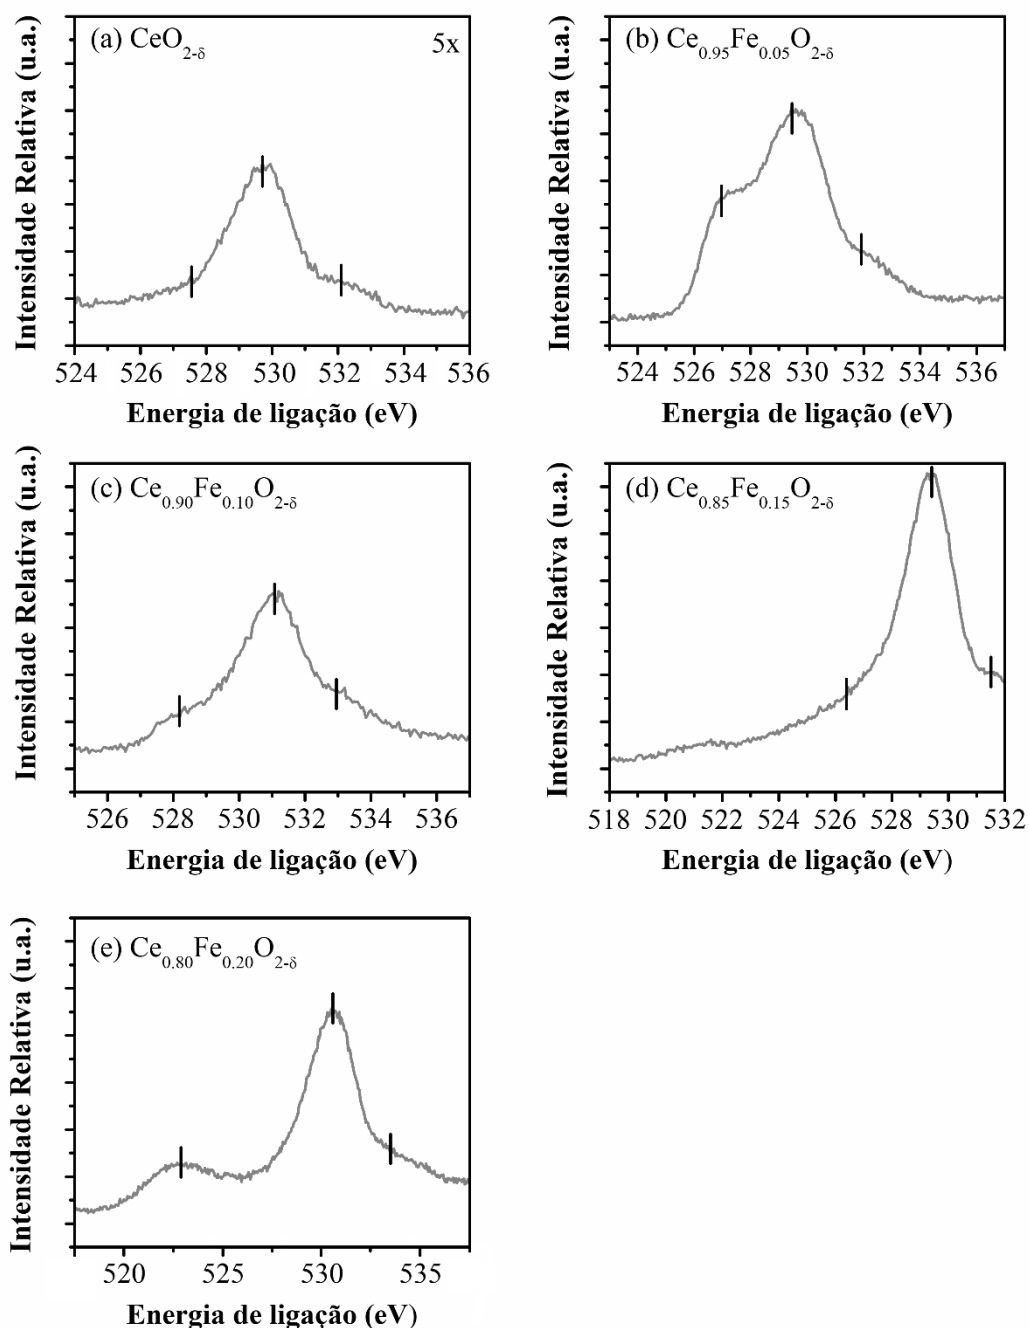 (a) CeO2-δ
5x
Intensidade Relativa (u.a.)
524 526 528 530 532 534 536
Energia de ligação (eV)
(b) Ce0.95Fe0.05O2-δ
Intensidade Relativa (u.a.)
524 526 528 530 532 534 536
Energia de ligação (eV)
(c) Ce0.90Fe0.10O2-δ
Intensidade Relativa (u.a.)
526 528 530 532 534 536
Energia de ligação (eV)
(d) Ce0.85Fe0.15O2-δ
Intensidade Relativa (u.a.)
518 520 522 524 526 528 530 532
Energia de ligação (eV)
(e) Ce0.80Fe0.20O2-δ
Intensidade Relativa (u.a.)
520 525 530 535
Energia de ligação (eV)